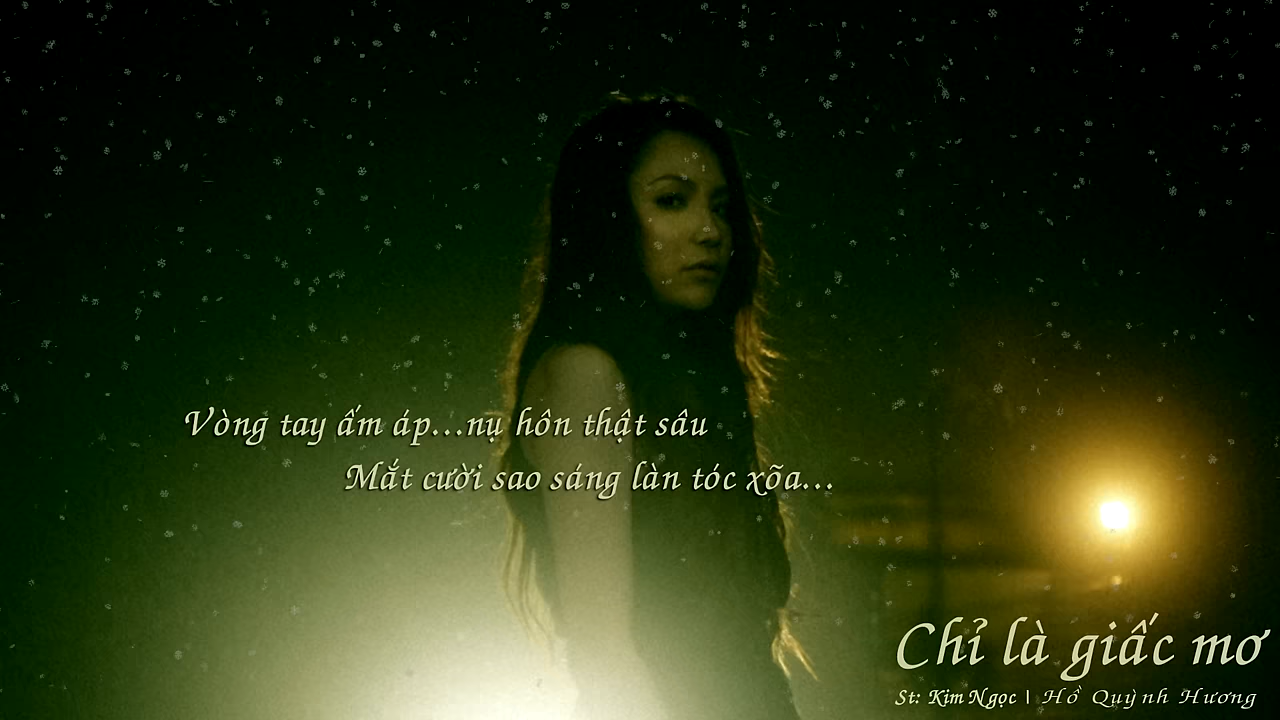 Vòng tay ấm áp...nụ hôn thật sâu
Mắt cười sao sáng làn tóc xõa...
Chỉ là giấc mơ
St: Kim Ngọc | Hồ Quỳnh Hương